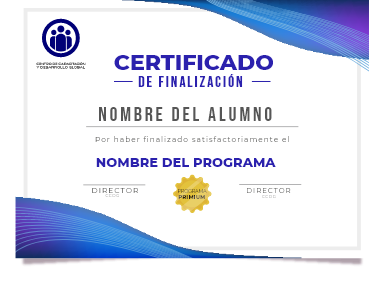 CENTRO DE CAPACITACIÓN
Y DESARROLLO GLOBAL
CERTIFICADO
DE FINALIZACIÓN
NOMBRE DEL ALUMNO
Por haber finalizado satisfactoriamente el
NOMBRE DEL PROGRAMA
DIRECTOR
PROGRAMA
PRIMIUM
DIRECTOR